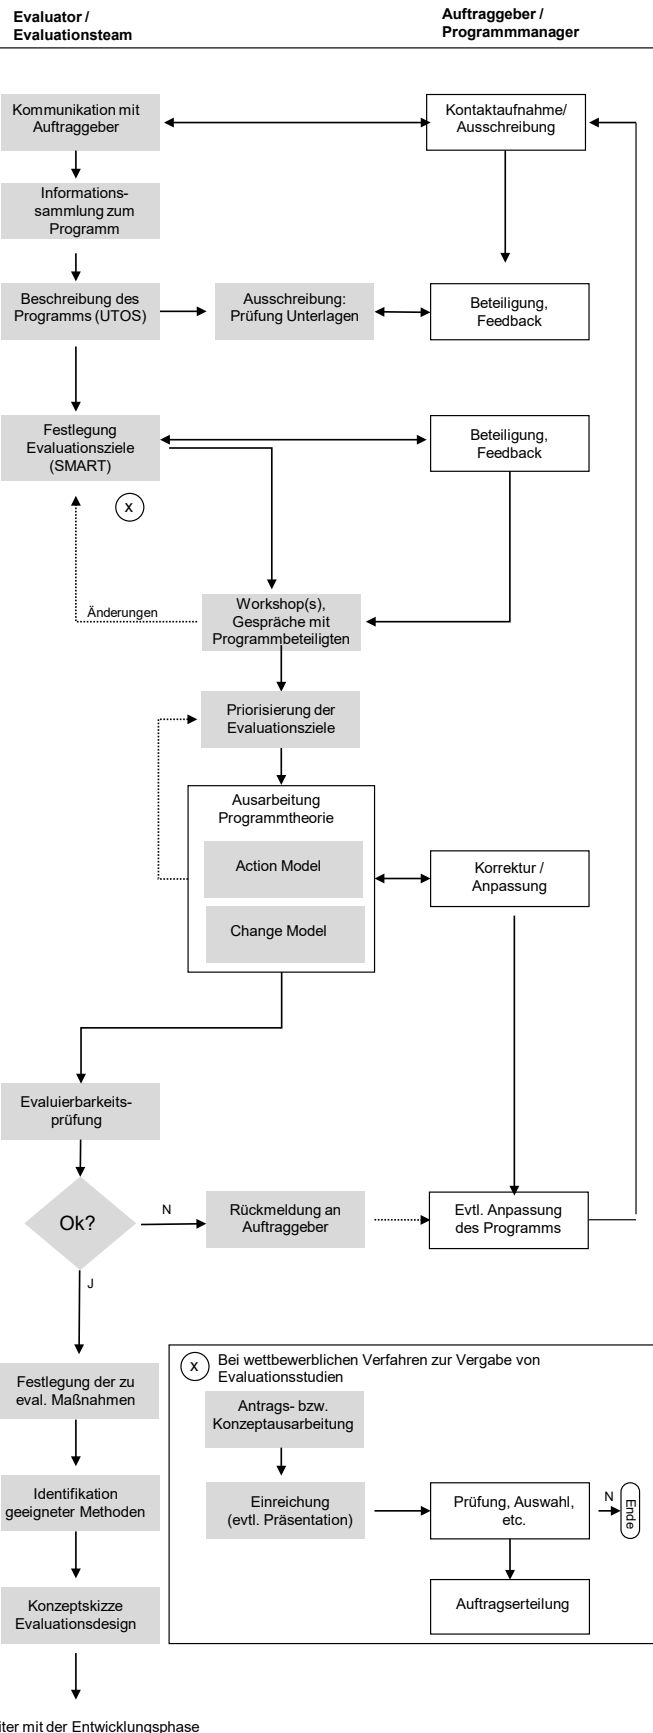 Evaluator /
Evaluationsteam
Auftraggeber /
Programmmanager
Kommunikation mit
Auftraggeber
Kontaktaufnahme/
Ausschreibung
Informations-
sammlung zum
Programm
Beschreibung des
Programms (UTOS)
Ausschreibung:
Prüfung Unterlagen
Beteiligung,
Feedback
Festlegung
Evaluationsziele
(SMART)
Beteiligung,
Feedback
x
Änderungen
Workshop(s),
Gespräche mit
Programmbeteiligten
Priorisierung der
Evaluationsziele
Ausarbeitung
Programmtheorie
Action Model
Change Model
Korrektur /
Anpassung
Evaluierbarkeits-
prüfung
Ok?
N
Rückmeldung an
Auftraggeber
Evtl. Anpassung
des Programms
J
Festlegung der zu
eval. Maßnahmen
Identifikation
geeigneter Methoden
Konzeptskizze
Evaluationsdesign
x
Bei wettbewerblichen Verfahren zur Vergabe von
Evaluationsstudien
Antrags- bzw.
Konzeptausarbeitung
Einreichung
(evtl. Präsentation)
Prüfung, Auswahl,
etc.
N
Ende
Auftragserteilung
iter mit der Entwicklungsphase